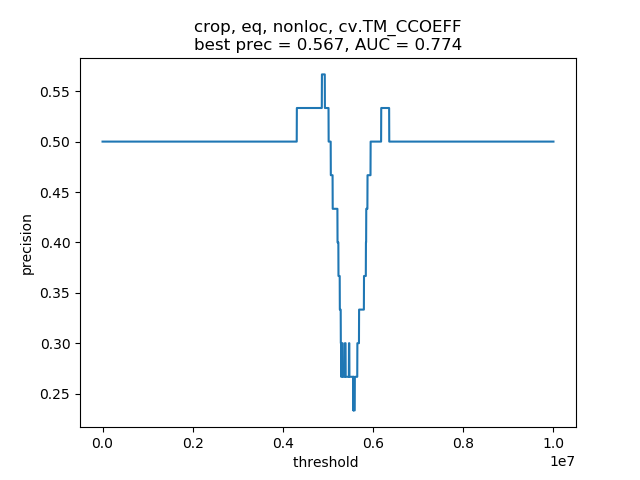 crop, eq, nonloc, cv.TM_CCOEFF
best prec = 0.567, AUC = 0.774
precision
0.55
0.50
0.45
0.40
0.35
0.30
0.25
0.0 0.2 0.4 0.6 0.8 1.0
1e7
threshold